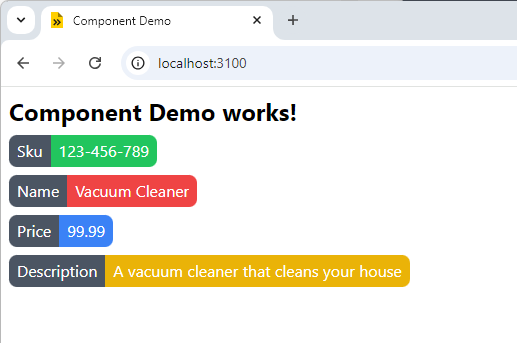 Component Demo
localhost:3100
Component Demo works!
Sku 123-456-789
Name Vacuum Cleaner
Price 99.99
Description A vacuum cleaner that cleans your house